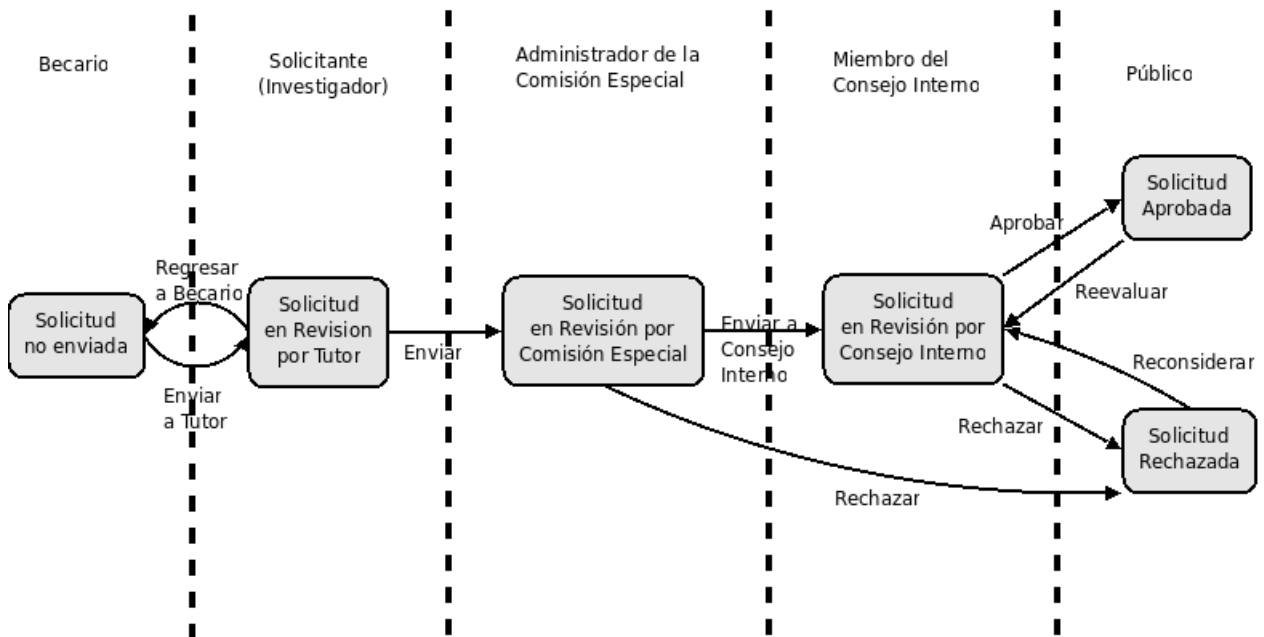 Becario
Solicitante
(Investigador)
Administrador de la
Comisión Especial
Miembro del
Consejo Interno
Público
Solicitud
no enviada
Regresar
a Becario
Enviar
a Tutor
Solicitud
en Revision
por Tutor
Enviar
Solicitud
en Revisión por
Comisión Especial
Enviar a
Consejo
Interno
Solicitud
en Revisión por
Consejo Interno
Aprobar
Solicitud
Aprobada
Reevaluar
Reconsiderar
Rechazar
Solicitud
Rechazada
Rechazar